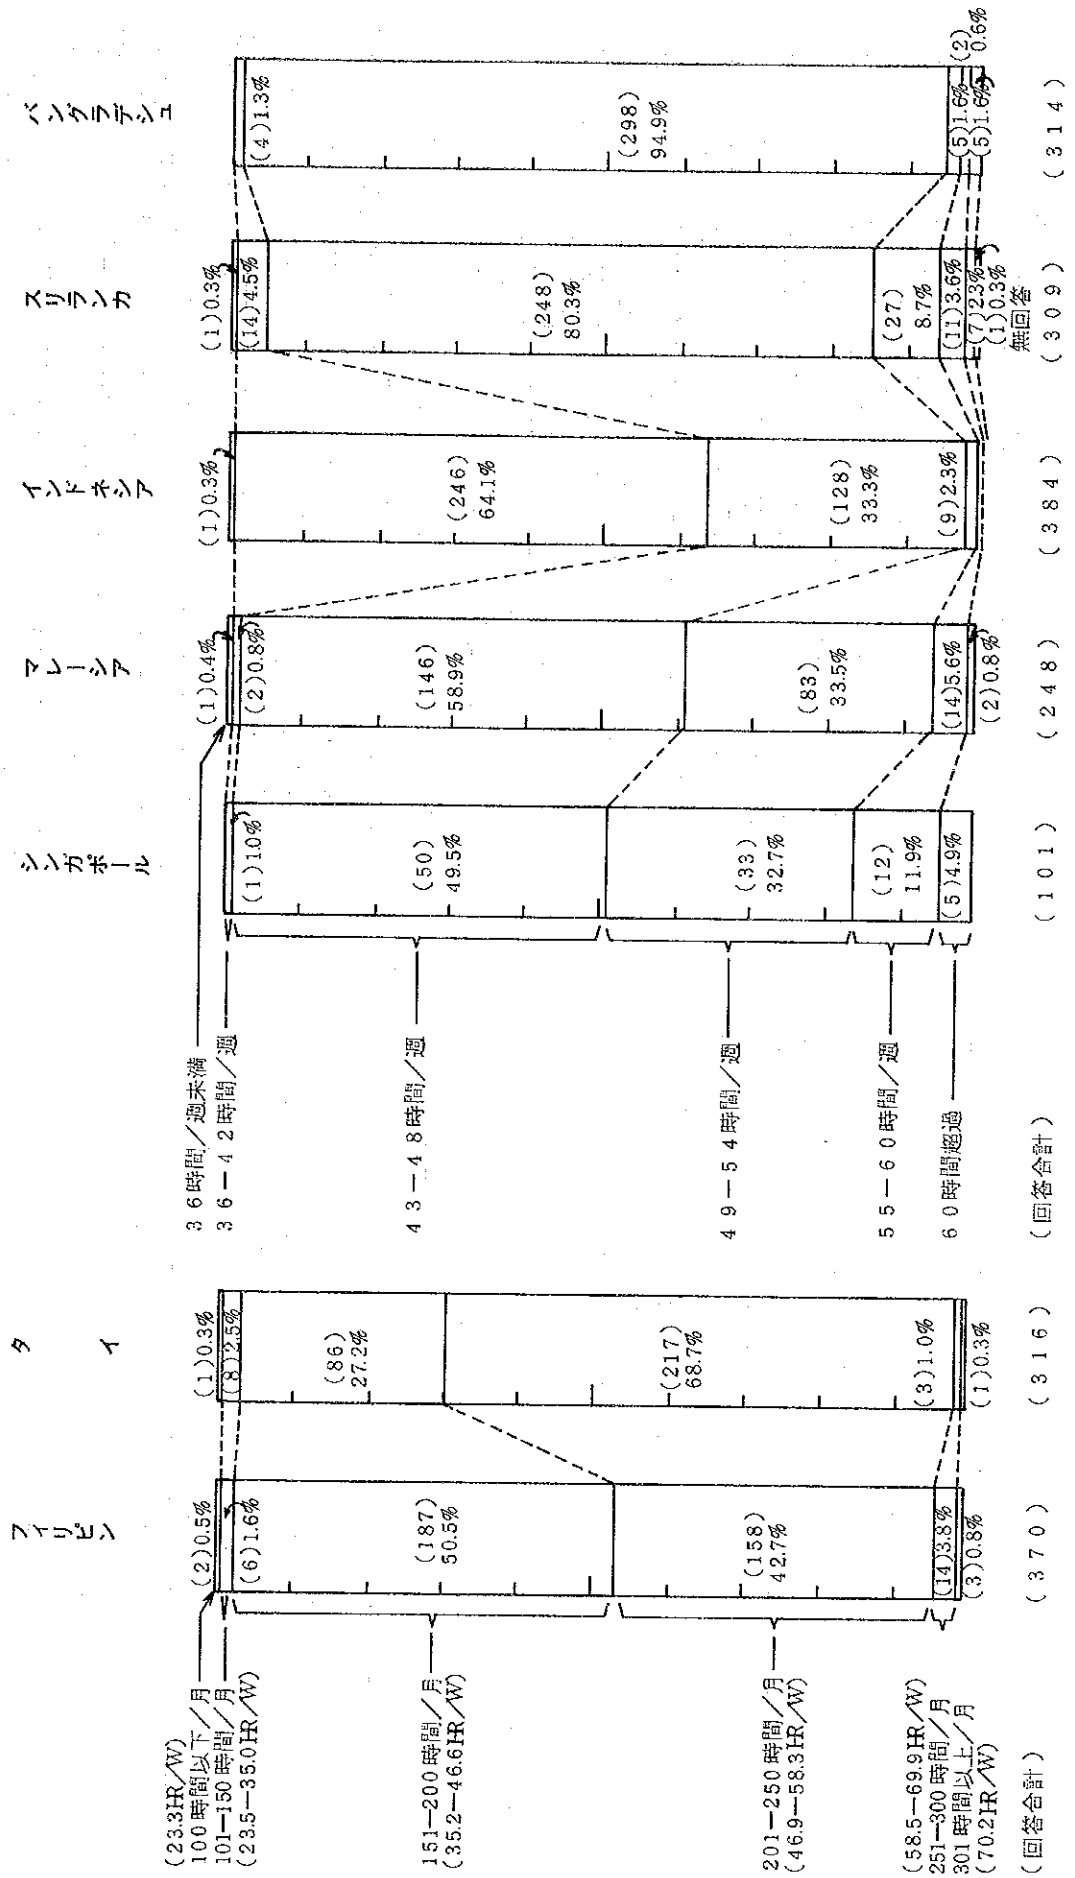 フィリピン
タイ
シンガポール
マレーシア
インドネシア
スリランカ
バングラデシュ
(23.3HR/W)
100時間以下/月
101—150時間/月
(23.5—35.0HR/W)
151—200時間/月
(35.2—46.6HR/W)
201—250時間/月
(46.9—58.3HR/W)
(58.5—69.9HR/W)
251—300時間/月
301時間以上/月
(70.2HR/W)
(回答合計)
(2)0.5%
(6)1.6%
(187)
50.5%
(158)
42.7%
(14)3.8%
(3)0.8%
(370)
(1)0.3%
(8)2.5%
(86)
27.2%
(217)
68.7%
(3)1.0%
(1)0.3%
(316)
36時間/週未満
36—42時間/週
43—48時間/週
49—54時間/週
55—60時間/週
60時間超過
(回答合計)
(1)1.0%
(50)
49.5%
(33)
32.7%
(12)
11.9%
(5)4.9%
(101)
(1)0.4%
(2)0.8%
(146)
58.9%
(83)
33.5%
(14)5.6%
(2)0.8%
(248)
(1)0.3%
(246)
64.1%
(128)
33.3%
(9)2.3%
(384)
(1)0.3%
(14)4.5%
(248)
80.3%
(27)
8.7%
(11)3.6%
(7)2.3%
(1)0.3%
無回答
(309)
(4)1.3%
(298)
94.9%
(5)1.6%
(5)1.6%
(2)
0.6%
(314)